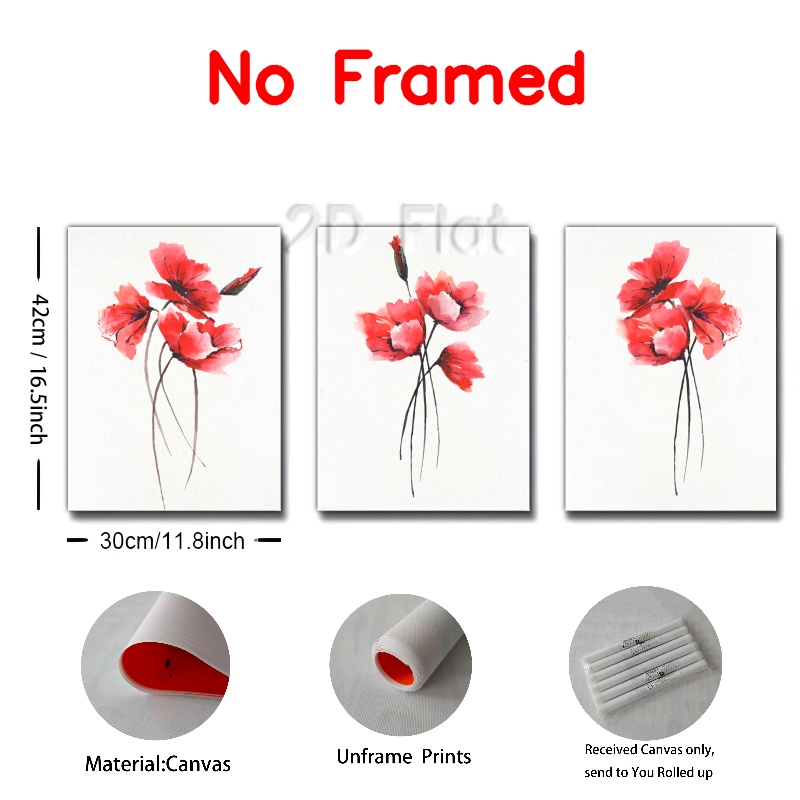 No Framed
2D Flat
42cm / 16.5inch
30cm/11.8inch
Material:Canvas
Unframe Prints
Received Canvas only,
send to You Rolled up